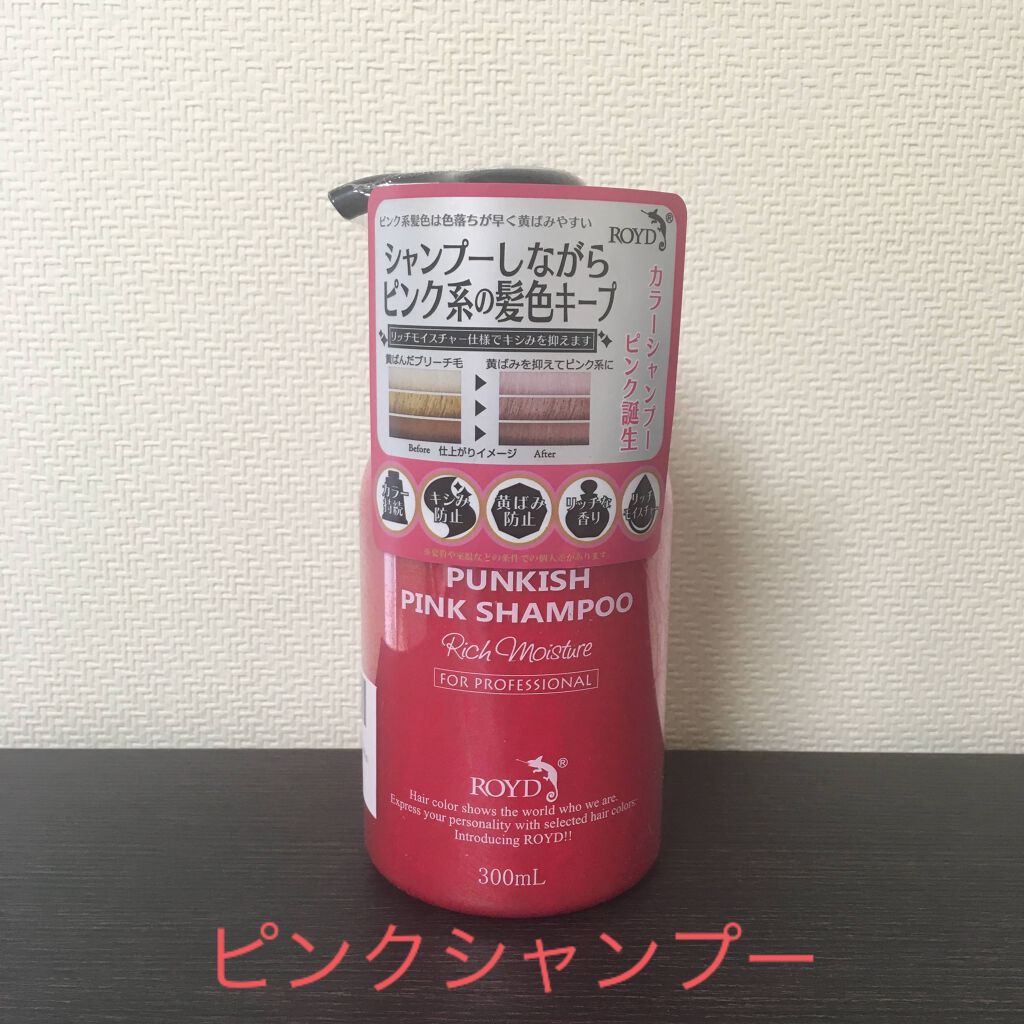 ピンク系髪色は色落ちが早く黄ばみやすい
ROYD®
シャンプーしながら
ピンク系の髪色キープ
カラーシャンプー
ピンク誕生
リッチモイスチャー仕様でキシみを抑えます
黄ばんだブリーチ毛
黄ばみを抑えてピンク系に
Before 仕上がりイメージ After
カラー
持続
キシみ
防止
黄ばみ
防止
リッチな
香り
リッチ
モイスチャー
PUNKISH
PINK SHAMPOO
Rich Moisture
FOR PROFESSIONAL
ROYD®
Hair color shows the world who we are.
Express your personality with selected hair colors.
Introducing ROYD!!
300mL
ピンクシャンプー